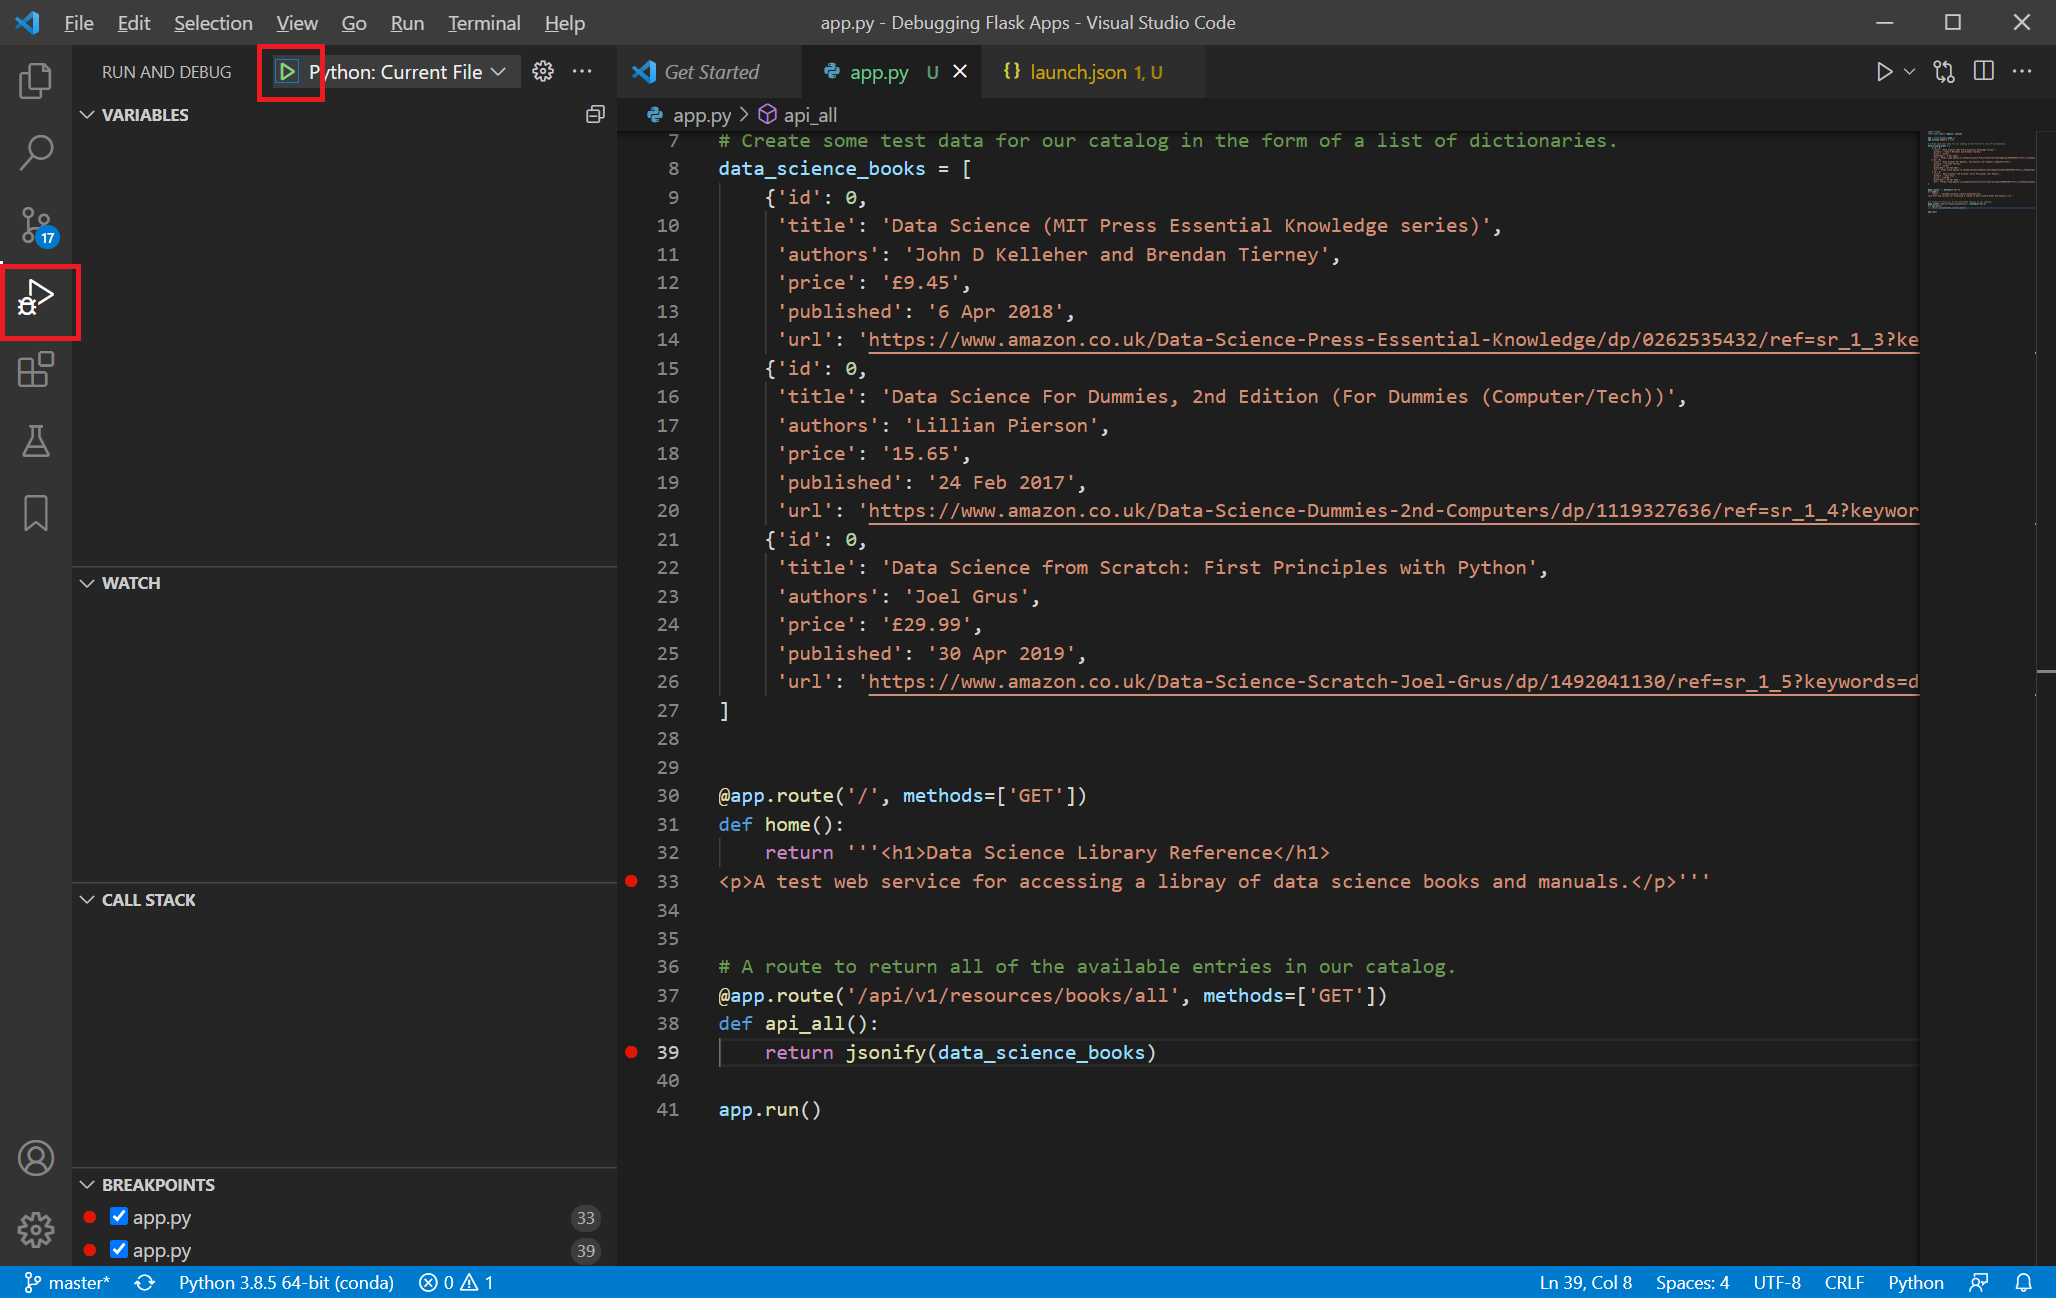 File Edit Selection View Go Run Terminal Help
app.py - Debugging Flask Apps - Visual Studio Code
RUN AND DEBUG
Python: Current File
Get Started
app.py U
launch.json 1, U
VARIABLES
app.py > api_all
7 # Create some test data for our catalog in the form of a list of dictionaries.
8 data_science_books = [
9 {'id': 0,
10 'title': 'Data Science (MIT Press Essential Knowledge series)',
11 'authors': 'John D Kelleher and Brendan Tierney',
12 'price': '£9.45',
13 'published': '6 Apr 2018',
14 'url': 'https://www.amazon.co.uk/Data-Science-Press-Essential-Knowledge/dp/0262535432/ref=sr_1_3?ke
15 {'id': 0,
16 'title': 'Data Science For Dummies, 2nd Edition (For Dummies (Computer/Tech))',
17 'authors': 'Lillian Pierson',
18 'price': '15.65',
19 'published': '24 Feb 2017',
20 'url': 'https://www.amazon.co.uk/Data-Science-Dummies-2nd-Computers/dp/1119327636/ref=sr_1_4?keywor
21 {'id': 0,
22 'title': 'Data Science from Scratch: First Principles with Python',
23 'authors': 'Joel Grus',
24 'price': '£29.99',
25 'published': '30 Apr 2019',
26 'url': 'https://www.amazon.co.uk/Data-Science-Scratch-Joel-Grus/dp/1492041130/ref=sr_1_5?keywords=d
27 ]
28
29
30 @app.route('/', methods=['GET'])
31 def home():
32 return '''<h1>Data Science Library Reference</h1>
33 <p>A test web service for accessing a libray of data science books and manuals.</p>'''
34
35
36 # A route to return all of the available entries in our catalog.
37 @app.route('/api/v1/resources/books/all', methods=['GET'])
38 def api_all():
39 return jsonify(data_science_books)
40
41 app.run()
17
WATCH
CALL STACK
BREAKPOINTS
app.py 33
app.py 39
master* Python 3.8.5 64-bit (conda) 0 1 Ln 39, Col 8 Spaces: 4 UTF-8 CRLF Python